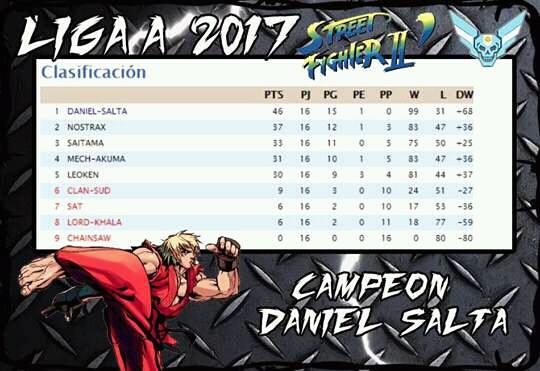 LIGA A 2017
STREET FIGHTER II'
Clasificación
PTS PJ PG PE PP W L DW
1 DANIEL-SALTA 46 16 15 1 0 99 31 +68
2 NOSTRAX 37 16 12 1 3 83 47 +36
3 SAITAMA 33 16 11 0 5 75 50 +25
4 MECH-AKUMA 31 16 10 1 5 83 47 +36
5 LEOKEN 30 16 9 3 4 81 44 +37
6 CLAN-SUD 9 16 3 0 10 24 51 -27
7 SAT 6 16 2 0 10 17 53 -36
8 LORD-KHALA 6 16 2 0 11 18 77 -59
9 CHAINSAW 0 16 0 0 16 0 80 -80
CAMPEON
DANIEL SALTA